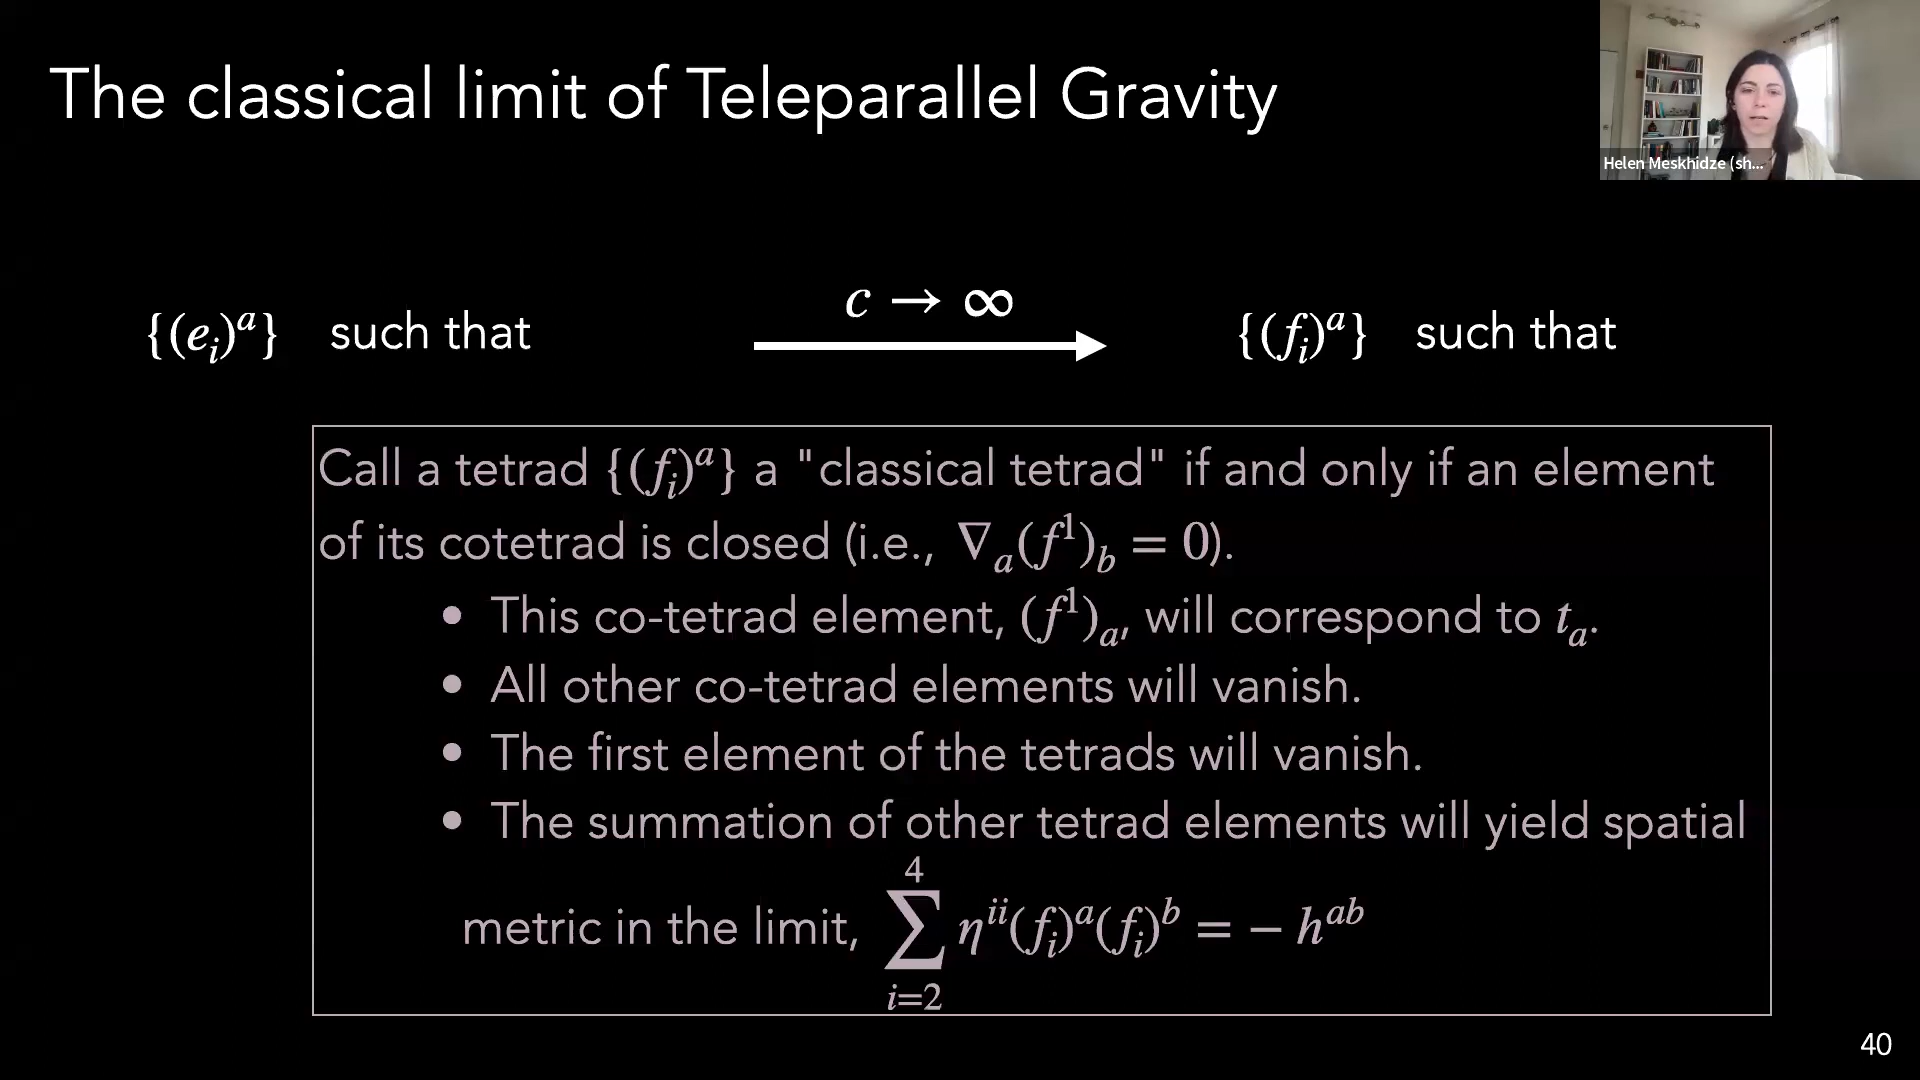 The classical limit of Teleparallel Gravity
Helen Meskhidze (sh...
{(e_i)^a} such that
c → ∞
{(f_i)^a} such that
Call a tetrad {(f_i)^a} a "classical tetrad" if and only if an element
of its cotetrad is closed (i.e., ∇_a(f^1)_b = 0).
• This co-tetrad element, (f^1)_a, will correspond to t_a.
• All other co-tetrad elements will vanish.
• The first element of the tetrads will vanish.
• The summation of other tetrad elements will yield spatial
metric in the limit, ∑_{i=2}^{4} η^{ii}(f_i)^a(f_i)^b = − h^{ab}
40